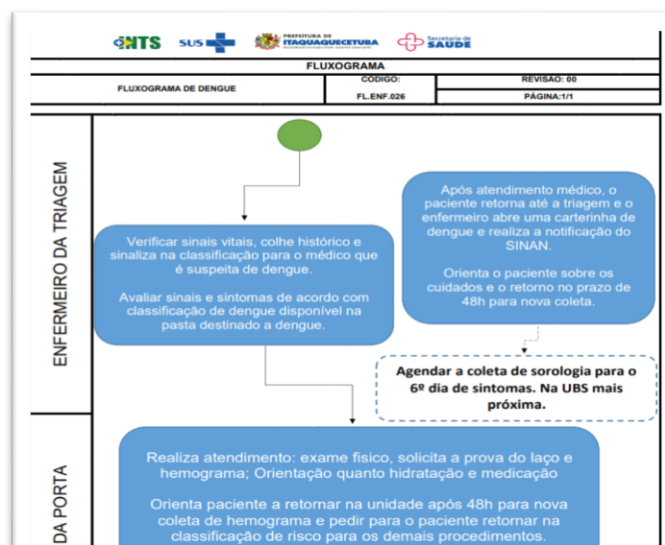 INTS
SUS
PREFEITURA DE
ITAQUAQUECETUBA
Secretaria de
SAÚDE
FLUXOGRAMA
FLUXOGRAMA DE DENGUE
CÓDIGO:
FL.ENF.026
REVISÃO: 00
PÁGINA:1/1
ENFERMEIRO DA TRIAGEM
Verificar sinais vitais, colhe histórico e
sinaliza na classificação para o médico que
é suspeita de dengue.
Avaliar sinais e sintomas de acordo com
classificação de dengue disponível na
pasta destinado a dengue.
Após atendimento médico, o
paciente retorna até a triagem e o
enfermeiro abre uma carterinha de
dengue e realiza a notificação do
SINAN.
Orienta o paciente sobre os
cuidados e o retorno no prazo de
48h para nova coleta.
Agendar a coleta de sorologia para o
6º dia de sintomas. Na UBS mais
próxima.
DA PORTA
Realiza atendimento: exame fisico, solicita a prova do laço e
hemograma; Orientação quanto hidratação e medicação
Orienta paciente a retornar na unidade após 48h para nova
coleta de hemograma e pedir para o paciente retornar na
classificação de risco para os demais procedimentos.